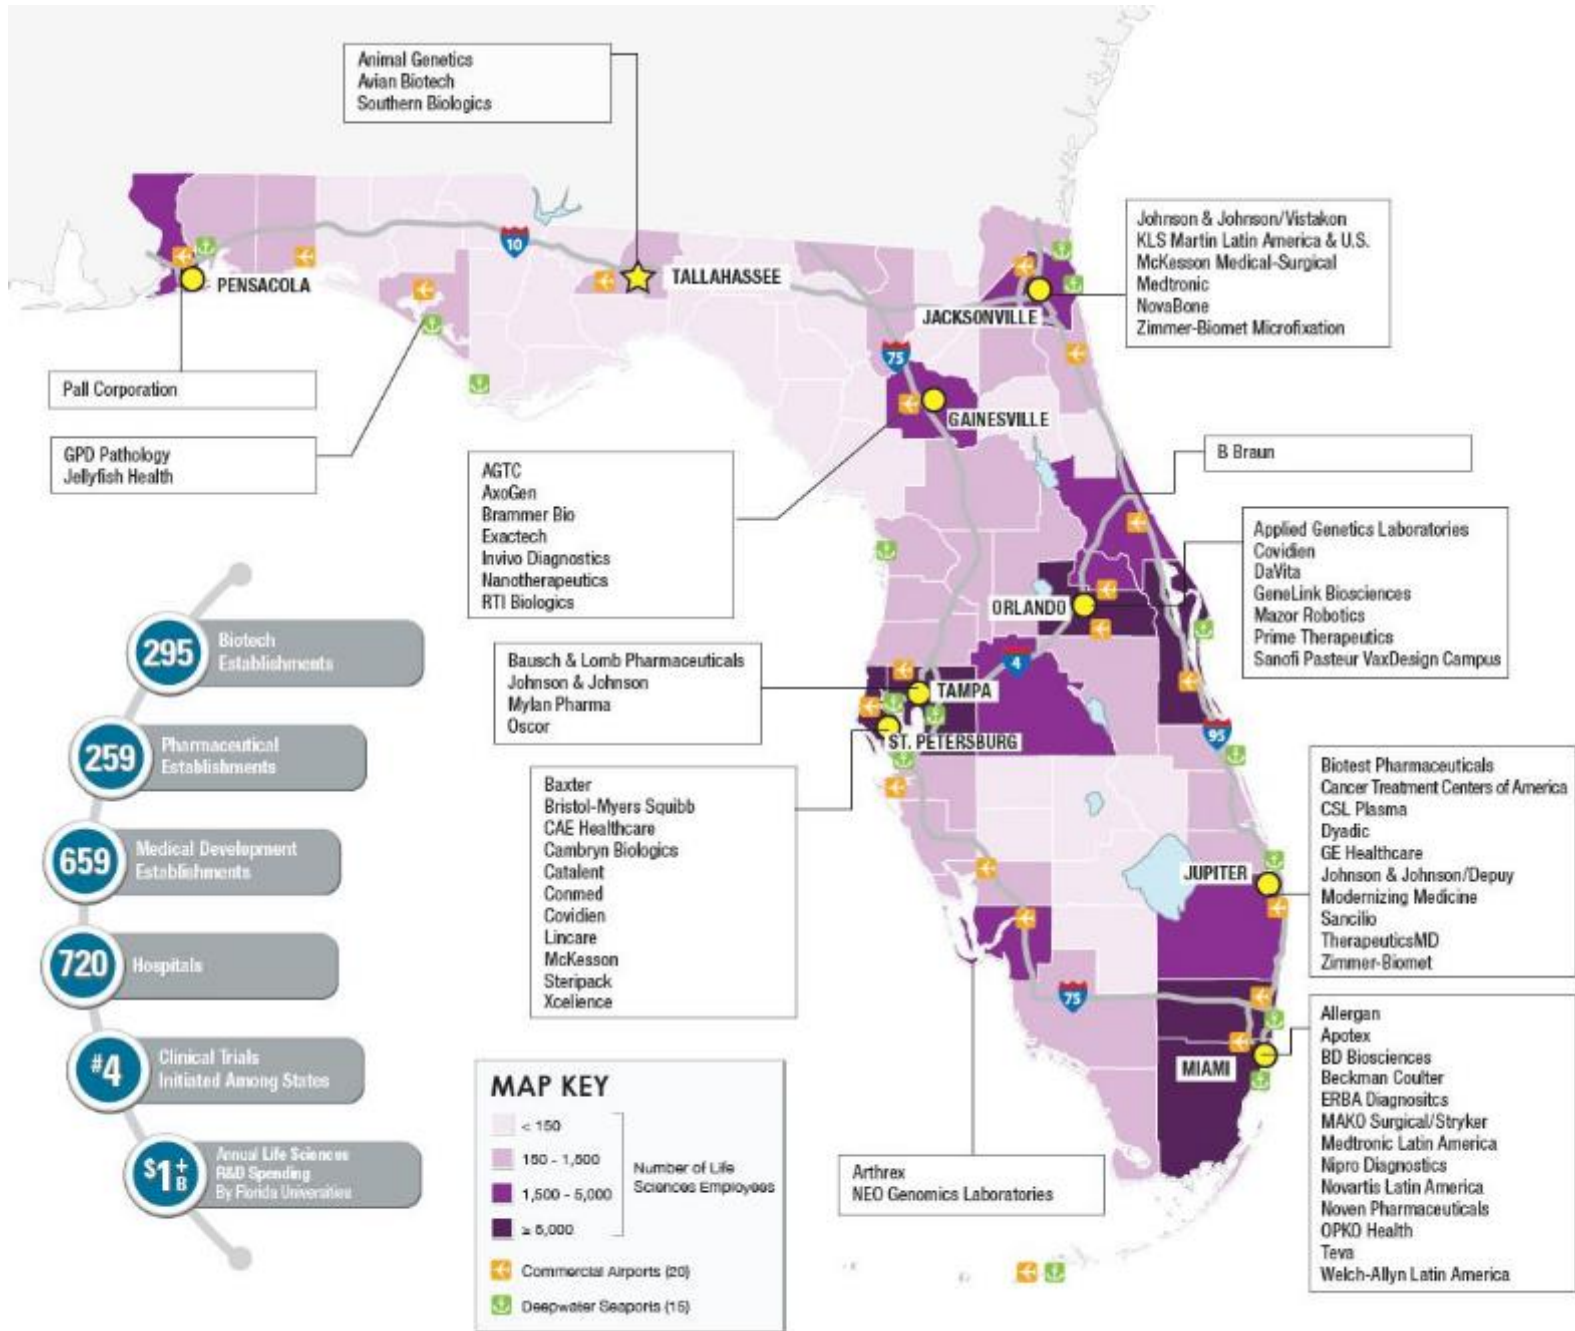 Animal Genetics
Avian Biotech
Southern Biologics
10
PENSACOLA
TALLAHASSEE
JACKSONVILLE
Johnson & Johnson/Vistakon
KLS Martin Latin America & U.S.
McKesson Medical-Surgical
Medtronic
NovaBone
Zimmer-Biomet Microfixation
75
Pall Corporation
GPD Pathology
Jellyfish Health
GAINESVILLE
AGTC
AxoGen
Brammer Bio
Exactech
Invivo Diagnostics
Nanotherapeutics
RTI Biologics
B Braun
Applied Genetics Laboratories
Covidien
DaVita
GeneLink Biosciences
Mazor Robotics
Prime Therapeutics
Sanofi Pasteur VaxDesign Campus
ORLANDO
4
Bausch & Lomb Pharmaceuticals
Johnson & Johnson
Mylan Pharma
Oscor
TAMPA
ST. PETERSBURG
95
Baxter
Bristol-Myers Squibb
CAE Healthcare
Cambryn Biologics
Catalent
Conmed
Covidien
Lincare
McKesson
Steripack
Xcelience
Biotest Pharmaceuticals
Cancer Treatment Centers of America
CSL Plasma
Dyadic
GE Healthcare
Johnson & Johnson/Depuy
Modernizing Medicine
Sancilio
TherapeuticsMD
Zimmer-Biomet
JUPITER
75
MIAMI
Allergan
Apotex
BD Biosciences
Beckman Coulter
ERBA Diagnositcs
MAKO Surgical/Stryker
Medtronic Latin America
Nipro Diagnostics
Novartis Latin America
Noven Pharmaceuticals
OPKO Health
Teva
Welch-Allyn Latin America
Arthrex
NEO Genomics Laboratories
295
Biotech
Establishments
259
Pharmaceutical
Establishments
659
Medical Development
Establishments
720
Hospitals
#4
Clinical Trials
Initiated Among States
$1+B
Annual Life Sciences
R&D Spending
By Florida Universities
MAP KEY
< 150
150 - 1,500
1,500 - 5,000
≥ 5,000
Number of Life
Sciences Employees
Commercial Airports (20)
Deepwater Seaports (15)